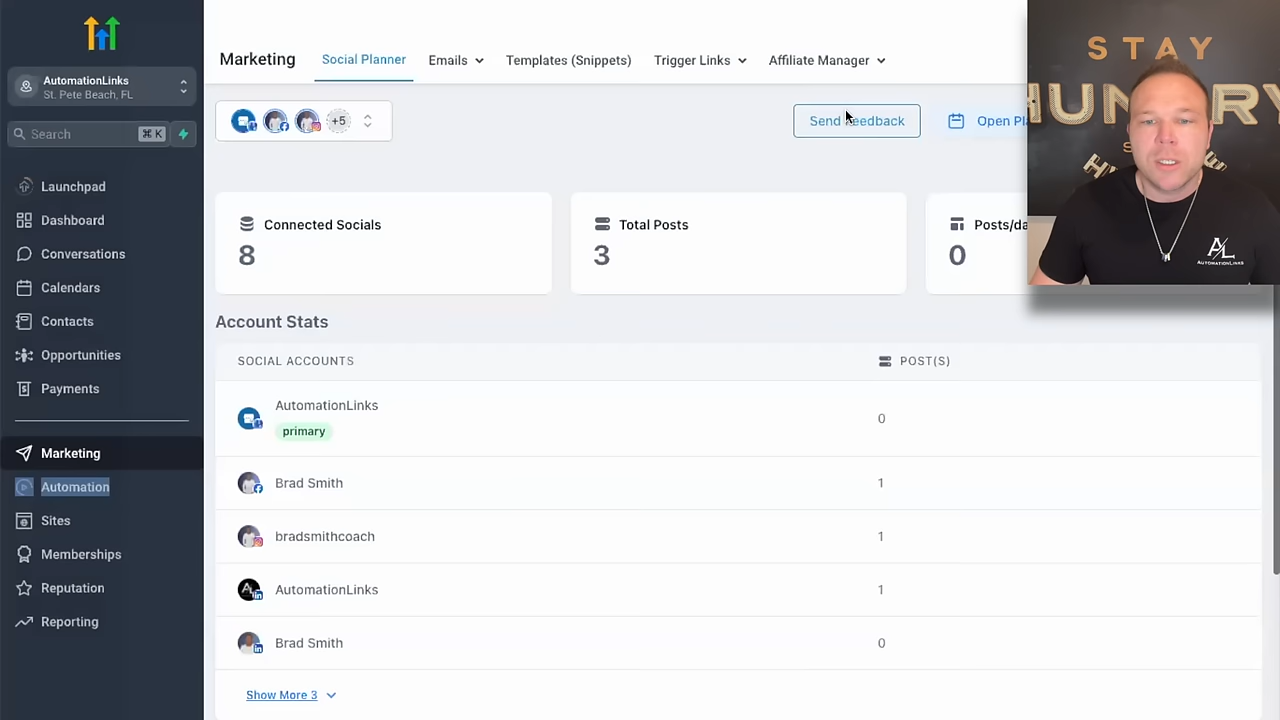 AutomationLinks
St. Pete Beach, FL
Search
⌘ K
Launchpad
Dashboard
Conversations
Calendars
Contacts
Opportunities
Payments
Marketing
Automation
Sites
Memberships
Reputation
Reporting
Marketing
Social Planner
Emails
Templates (Snippets)
Trigger Links
Affiliate Manager
+5
Send Feedback
Open Pl
Connected Socials
8
Total Posts
3
Posts/da
0
Account Stats
SOCIAL ACCOUNTS
POST(S)
AutomationLinks
primary
0
Brad Smith
1
bradsmithcoach
1
AutomationLinks
1
Brad Smith
0
Show More 3
STAY
HUNGRY
A/L
AUTOMATIONLINKS